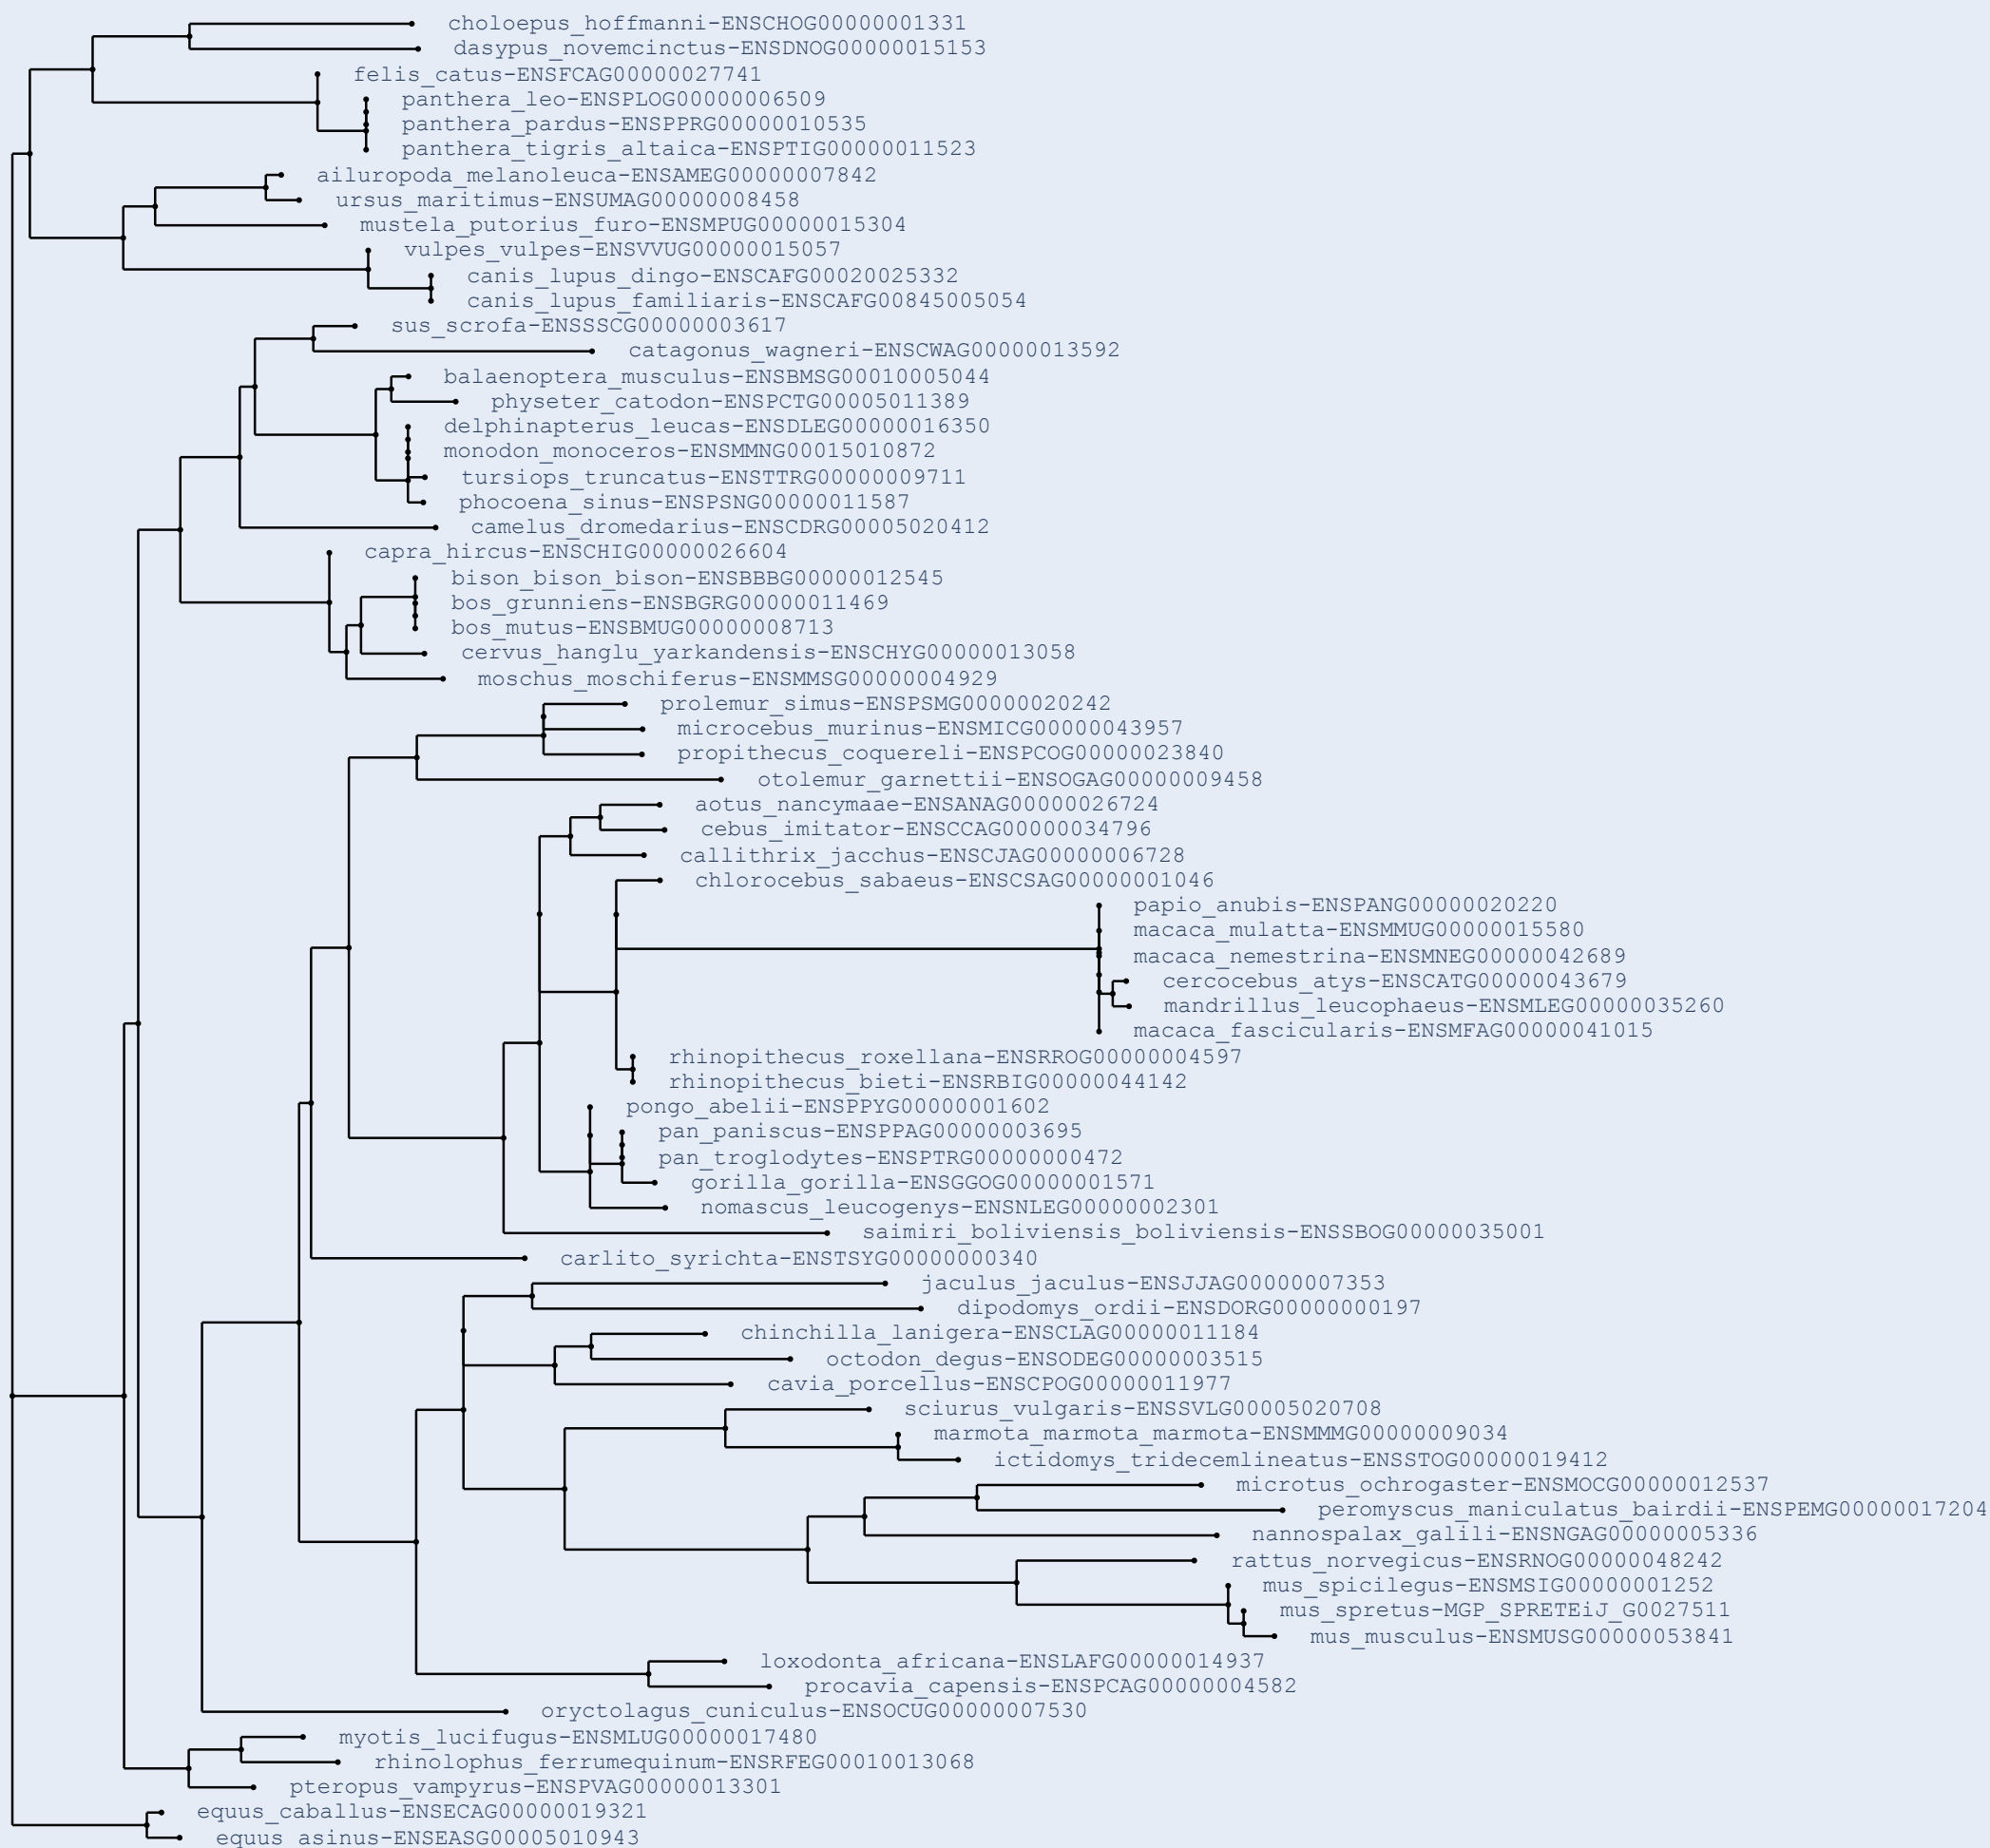 choloepus_hoffmanni-ENSCHOG00000001331
dasypus_novemcinctus-ENSDNOG00000015153
felis_catus-ENSFCAG00000027741
panthera_leo-ENSPLOG00000006509
panthera_pardus-ENSPPRG00000010535
panthera_tigris_altaica-ENSPTIG00000011523
ailuropoda_melanoleuca-ENSAMEG00000007842
ursus_maritimus-ENSUMAG00000008458
mustela_putorius_furo-ENSMPUG00000015304
vulpes_vulpes-ENSVVUG00000015057
canis_lupus_dingo-ENSCAFG00020025332
canis_lupus_familiaris-ENSCAFG00845005054
sus_scrofa-ENSSSCG00000003617
catagonus_wagneri-ENSCWAG00000013592
balaenoptera_musculus-ENSBMSG00010005044
physeter_catodon-ENSPCTG00005011389
delphinapterus_leucas-ENSDLEG00000016350
monodon_monoceros-ENSMMNG00015010872
tursiops_truncatus-ENSTTRG00000009711
phocoena_sinus-ENSPSNG00000011587
camelus_dromedarius-ENSCDRG00005020412
capra_hircus-ENSCHIG00000026604
bison_bison_bison-ENSBBBG00000012545
bos_grunniens-ENSBGRG00000011469
bos_mutus-ENSBMUG00000008713
cervus_hanglu_yarkandensis-ENSCHYG00000013058
moschus_moschiferus-ENSMMSG00000004929
prolemur_simus-ENSPSMG00000020242
microcebus_murinus-ENSMICG00000043957
propithecus_coquereli-ENSPCOG00000023840
otolemur_garnettii-ENSOGAG00000009458
aotus_nancymaae-ENSANAG00000026724
cebus_imitator-ENSCCAG00000034796
callithrix_jacchus-ENSCJAG00000006728
chlorocebus_sabaeus-ENSCSAG00000001046
papio_anubis-ENSPANG00000020220
macaca_mulatta-ENSMMUG00000015580
macaca_nemestrina-ENSMNEG00000042689
cercocebus_atys-ENSCATG00000043679
mandrillus_leucophaeus-ENSMLEG00000035260
macaca_fascicularis-ENSMFAG00000041015
rhinopithecus_roxellana-ENSRROG00000004597
rhinopithecus_bieti-ENSRBIG00000044142
pongo_abelii-ENSPPYG00000001602
pan_paniscus-ENSPPAG00000003695
pan_troglodytes-ENSPTRG00000000472
gorilla_gorilla-ENSGGOG00000001571
nomascus_leucogenys-ENSNLEG00000002301
saimiri_boliviensis_boliviensis-ENSSBOG00000035001
carlito_syrichta-ENSTSYG00000000340
jaculus_jaculus-ENSJJAG00000007353
dipodomys_ordii-ENSDORG00000000197
chinchilla_lanigera-ENSCLAG00000011184
octodon_degus-ENSODEG00000003515
cavia_porcellus-ENSCPOG00000011977
sciurus_vulgaris-ENSSVLG00005020708
marmota_marmota_marmota-ENSMMMG00000009034
ictidomys_tridecemlineatus-ENSSTOG00000019412
microtus_ochrogaster-ENSMOCG00000012537
peromyscus_maniculatus_bairdii-ENSPEMG00000017204
nannospalax_galili-ENSNGAG00000005336
rattus_norvegicus-ENSRNOG00000048242
mus_spicilegus-ENSMSIG00000001252
mus_spretus-MGP_SPRETEiJ_G0027511
mus_musculus-ENSMUSG00000053841
loxodonta_africana-ENSLAFG00000014937
procavia_capensis-ENSPCAG00000004582
oryctolagus_cuniculus-ENSOCUG00000007530
myotis_lucifugus-ENSMLUG00000017480
rhinolophus_ferrumequinum-ENSRFEG00010013068
pteropus_vampyrus-ENSPVAG00000013301
equus_caballus-ENSECAG00000019321
equus_asinus-ENSEASG00005010943